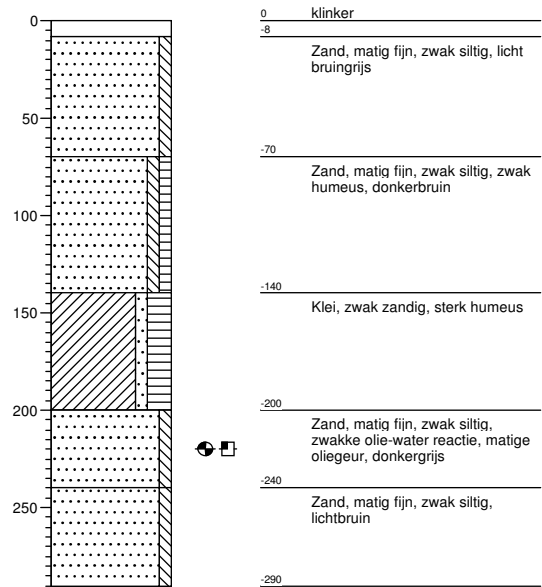 0
50
100
150
200
250
0 klinker
-8
Zand, matig fijn, zwak siltig, licht
bruingrijs
-70
Zand, matig fijn, zwak siltig, zwak
humeus, donkerbruin
-140
Klei, zwak zandig, sterk humeus
-200
Zand, matig fijn, zwak siltig,
zwakke olie-water reactie, matige
oliegeur, donkergrijs
-240
Zand, matig fijn, zwak siltig,
lichtbruin
-290